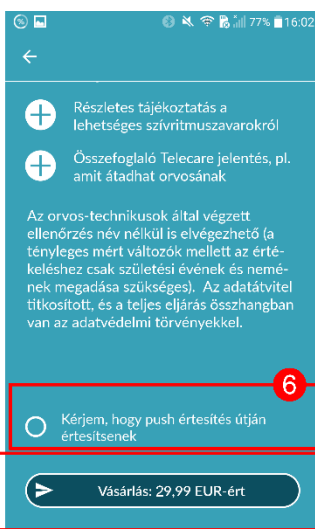 77% 16:02
Részletes tájékoztatás a
lehetséges szívritmuszavarokról
Összefoglaló Telecare jelentés, pl.
amit átadhat orvosának
Az orvos-technikusok által végzett
ellenőrzés név nélkül is elvégezhető (a
tényleges mért változók mellett az érté-
keléshez csak születési évének és nemé-
nek megadása szükséges). Az adatátvitel
titkosított, és a teljes eljárás összhangban
van az adatvédelmi törvényekkel.
6
Kérjem, hogy push értesítés útján
értesítsenek
Vásárlás: 29,99 EUR-ért